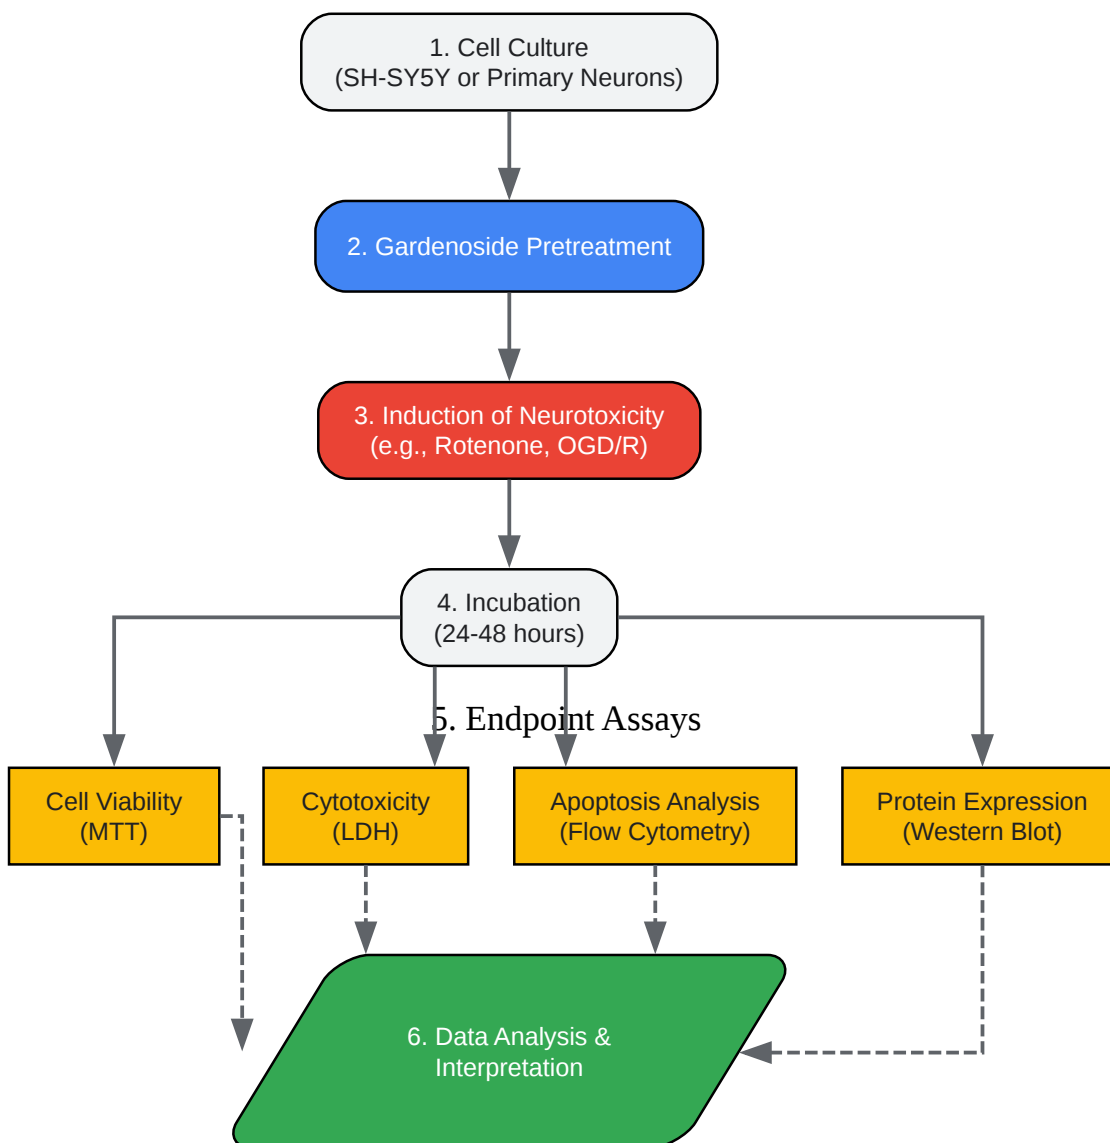 1. Cell Culture
(SH-SY5Y or Primary Neurons)
2. Gardenoside Pretreatment
3. Induction of Neurotoxicity
(e.g., Rotenone, OGD/R)
4. Incubation
(24-48 hours)
5. Endpoint Assays
Cell Viability
(MTT)
Cytotoxicity
(LDH)
Apoptosis Analysis
(Flow Cytometry)
Protein Expression
(Western Blot)
6. Data Analysis &
Interpretation